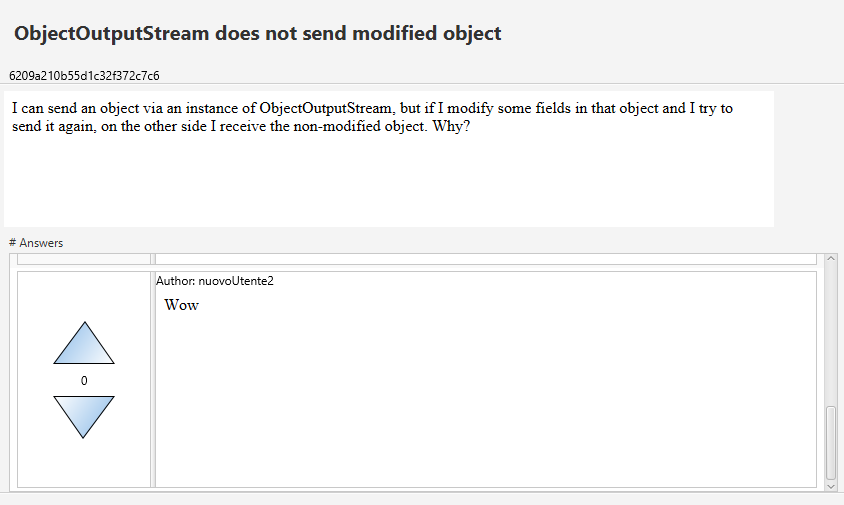 ObjectOutputStream does not send modified object
6209a210b55d1c32f372c7c6
I can send an object via an instance of ObjectOutputStream, but if I modify some fields in that object and I try to
send it again, on the other side I receive the non-modified object. Why?
# Answers
Author: nuovoUtente2
Wow
0